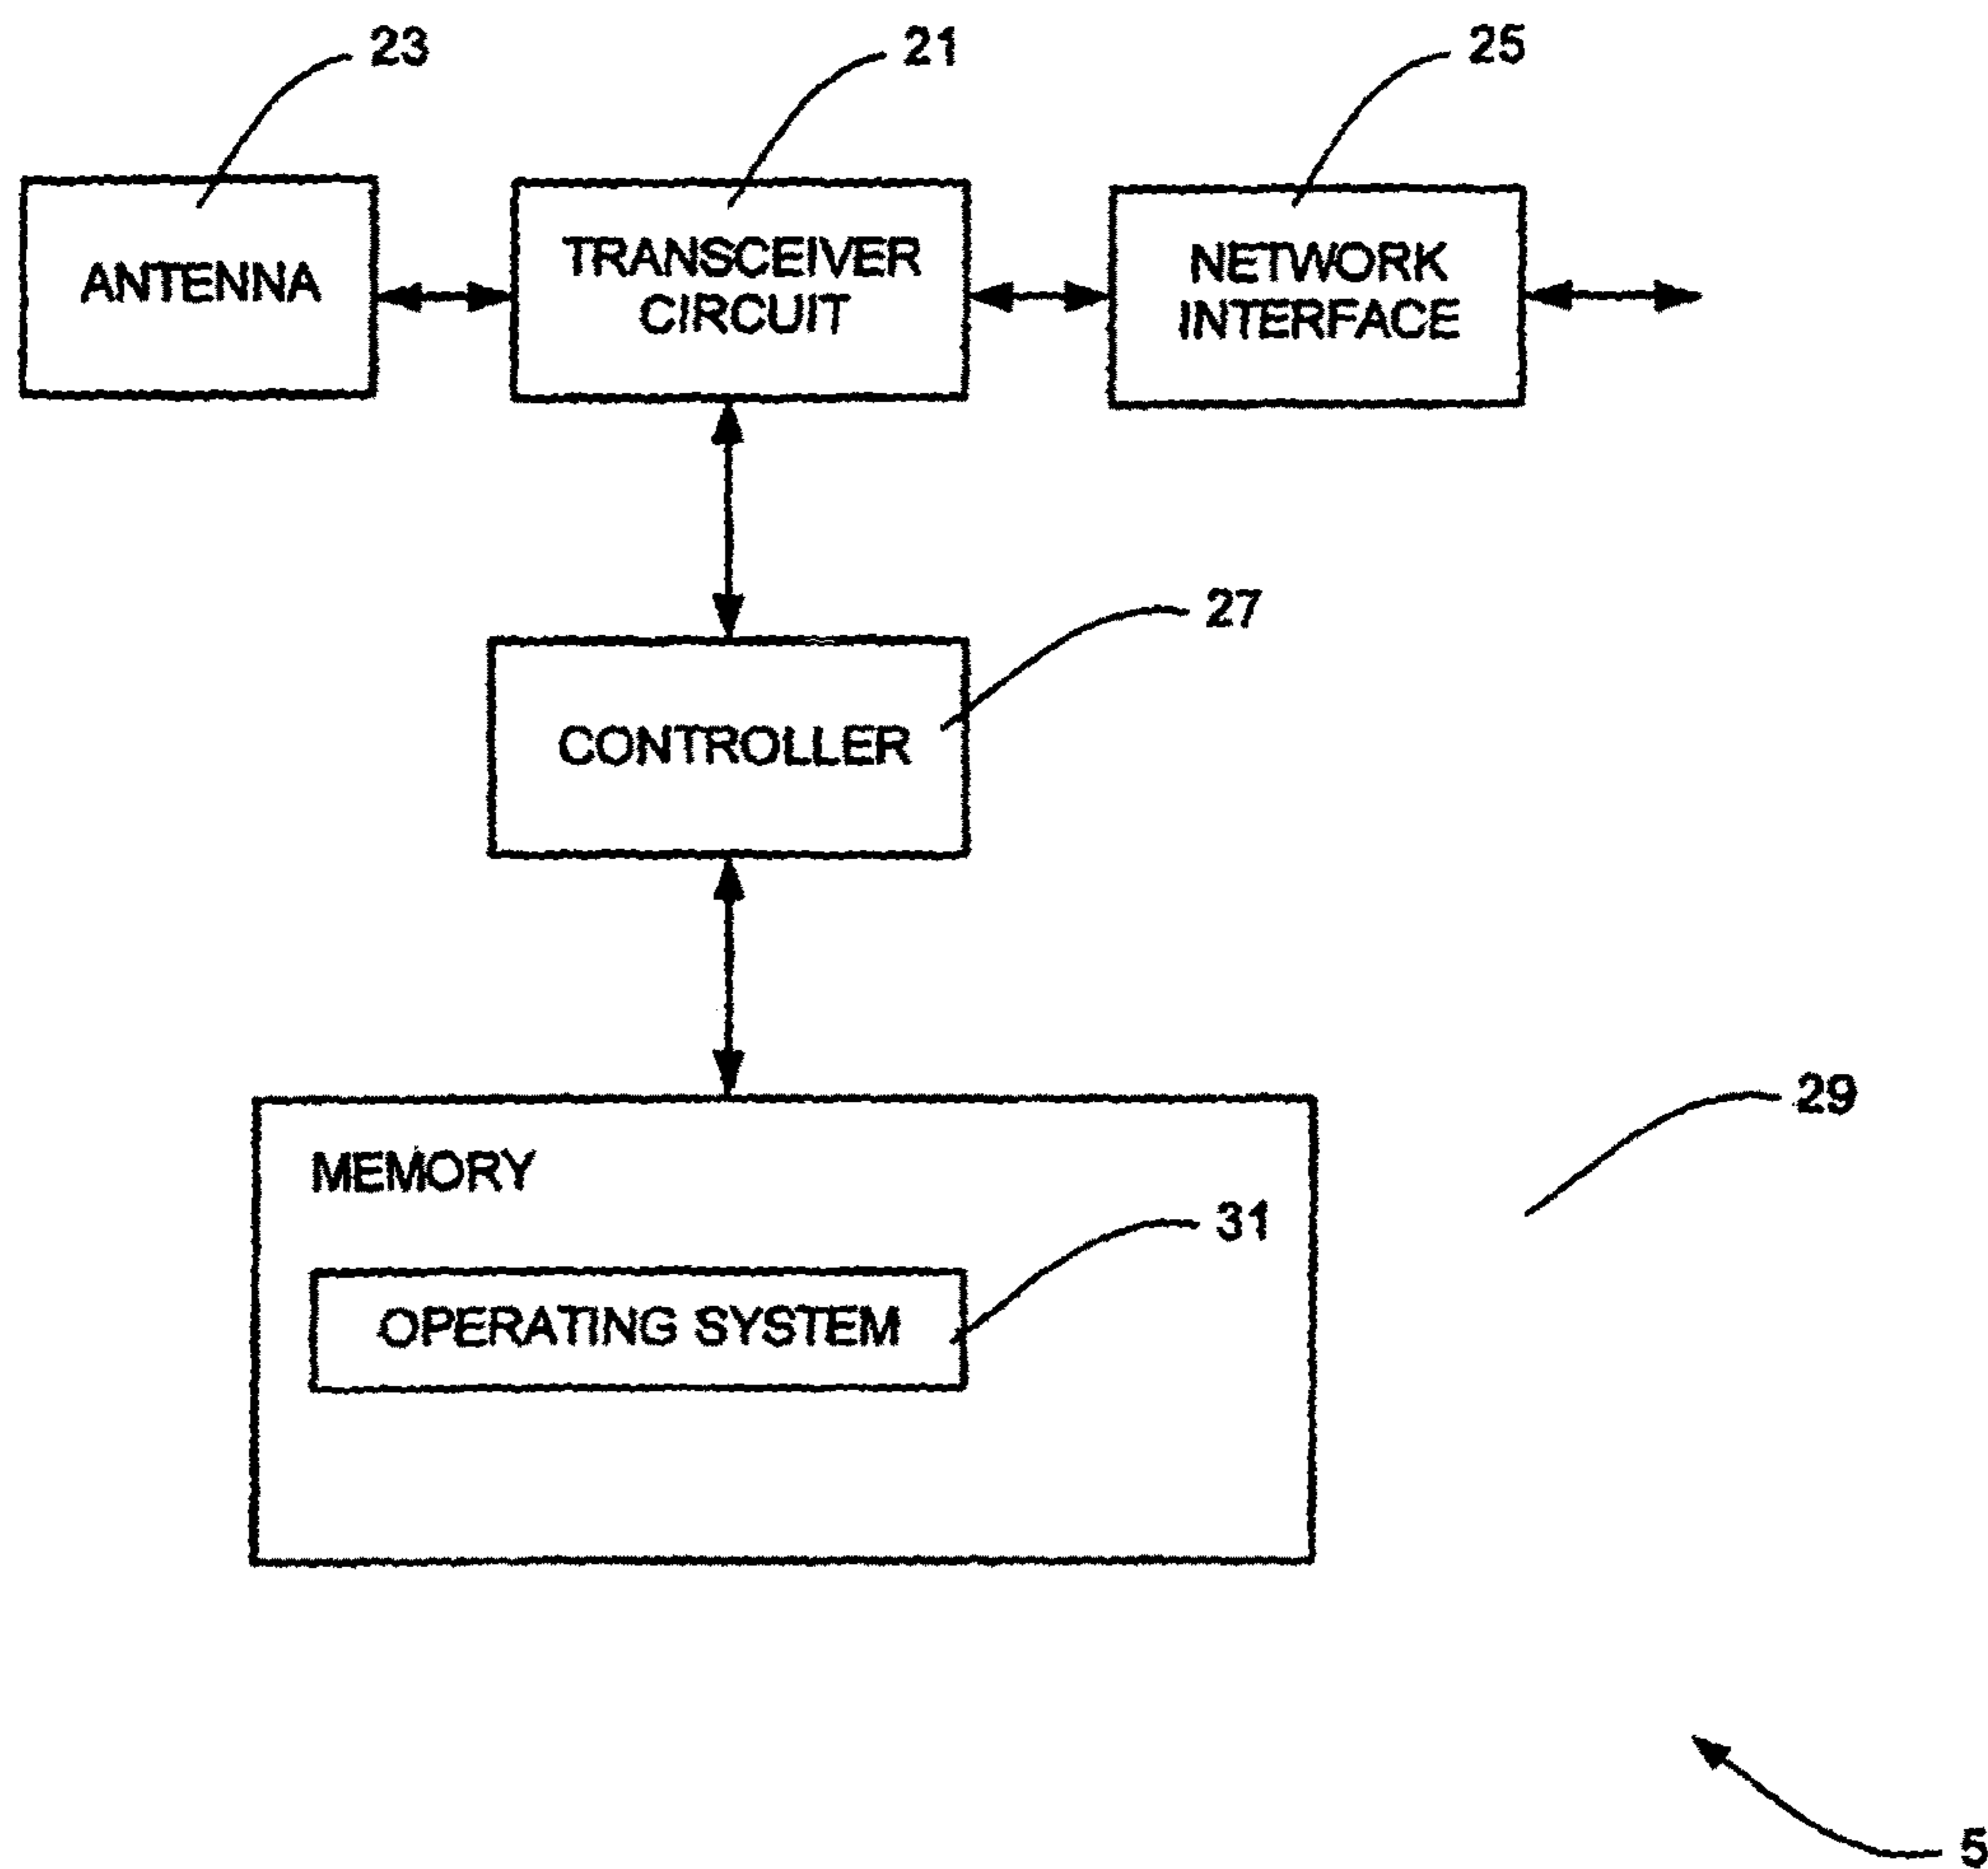 23
21
25
ANTENNA
TRANSCEIVER
CIRCUIT
NETWORK
INTERFACE
27
CONTROLLER
29
MEMORY
31
OPERATING SYSTEM
5